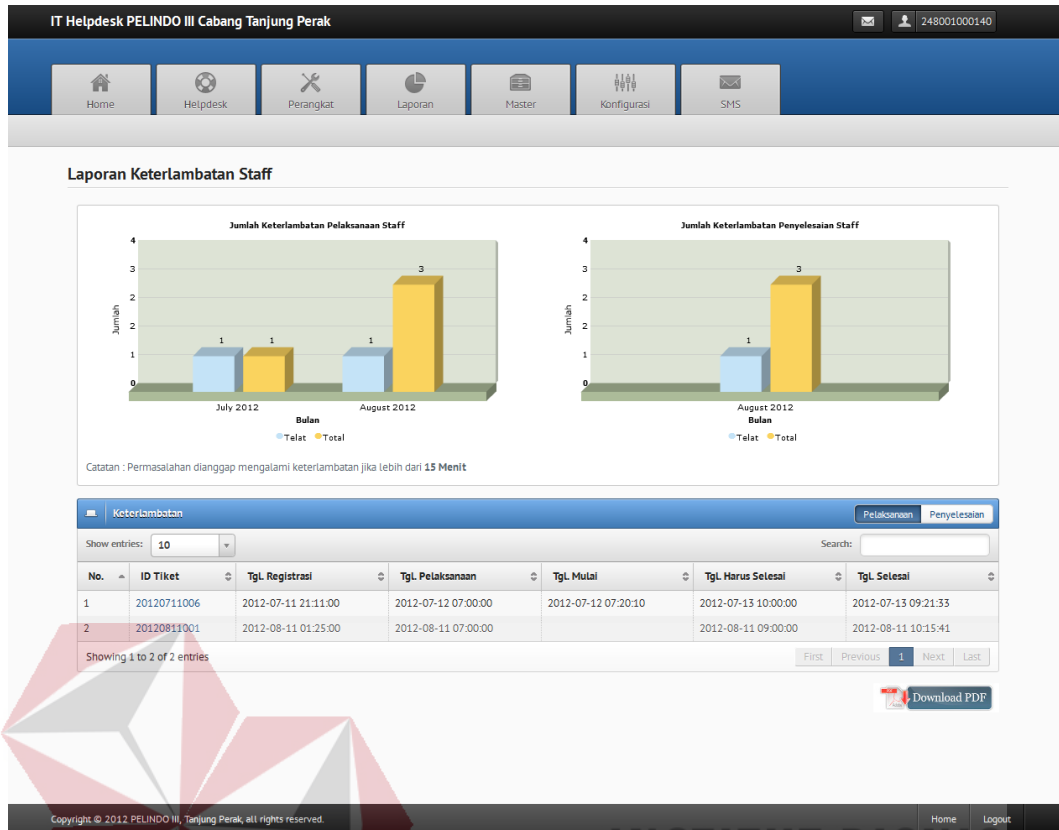 IT Helpdesk PELINDO III Cabang Tanjung Perak
248001000140
Home Helpdesk Perangkat Laporan Master Konfigurasi SMS
Laporan Keterlambatan Staff
Jumlah Keterlambatan Pelaksanaan Staff
4
3
2
2
1
0
Jumlah
1 1 1 3
July 2012 August 2012
Bulan
Telat Total
Jumlah Keterlambatan Penyelesaian Staff
4
3
2
2
1
0
Jumlah
1 3
August 2012
Bulan
Telat Total
Catatan : Permasalahan dianggap mengalami keterlambatan jika lebih dari 15 Menit
Keterlambatan Pelaksanaan Penyelesaian
Show entries: 10 Search:
No. ID Tiket Tgl. Registrasi Tgl. Pelaksanaan Tgl. Mulai Tgl. Harus Selesai Tgl. Selesai
1 20120711006 2012-07-11 21:11:00 2012-07-12 07:00:00 2012-07-12 07:20:10 2012-07-13 10:00:00 2012-07-13 09:21:33
2 20120811001 2012-08-11 01:25:00 2012-08-11 07:00:00 2012-08-11 09:00:00 2012-08-11 10:15:41
Showing 1 to 2 of 2 entries First Previous 1 Next Last
Download PDF
Copyright © 2012 PELINDO III, Tanjung Perak, all rights reserved. Home Logout